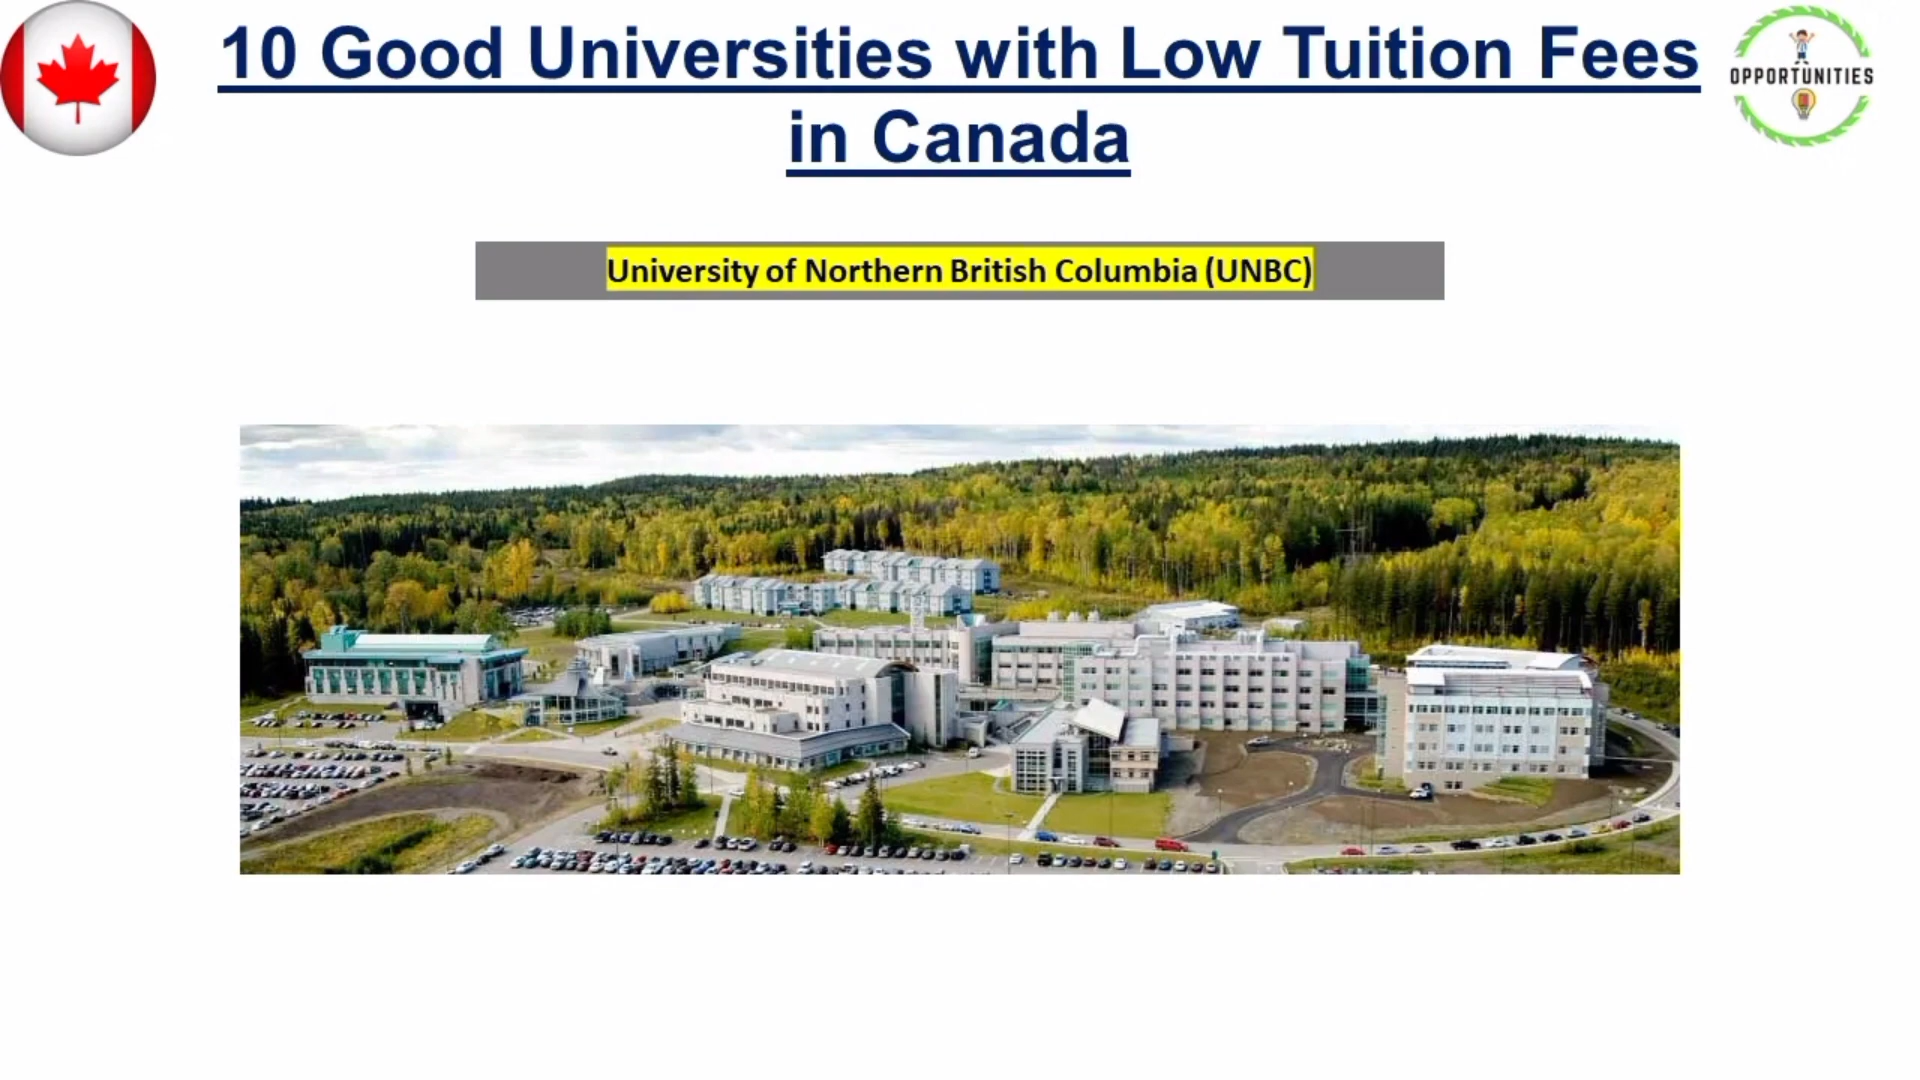 10 Good Universities with Low Tuition Fees
in Canada
OPPORTUNITIES
University of Northern British Columbia (UNBC)